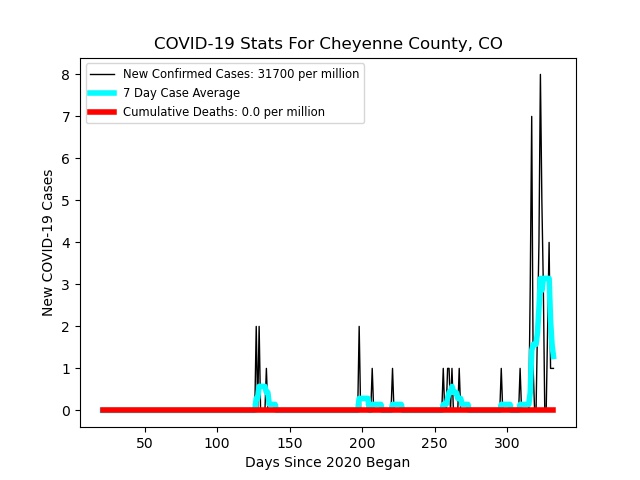 COVID-19 Stats For Cheyenne County, CO
New Confirmed Cases: 31700 per million
7 Day Case Average
Cumulative Deaths: 0.0 per million
New COVID-19 Cases
8
7
6
5
4
3
2
1
0
50 100 150 200 250 300
Days Since 2020 Began